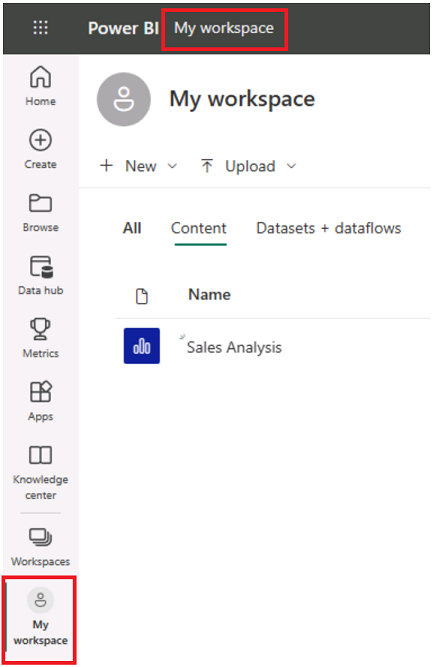 Power BI My workspace
Home
Create
Browse
Data hub
Metrics
Apps
Knowledge
center
Workspaces
My
workspace
My workspace
New
Upload
All Content Datasets + dataflows
Name
Sales Analysis